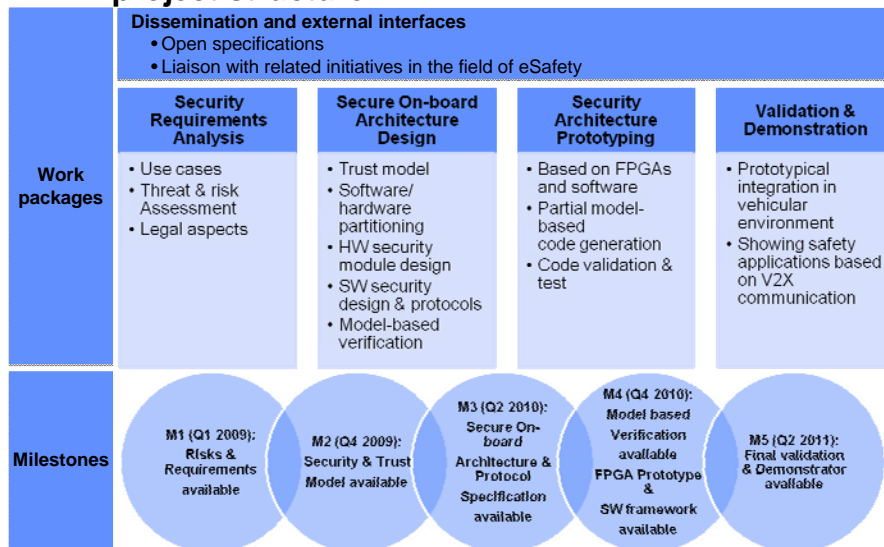 Dissemination and external interfaces
• Open specifications
• Liaison with related initiatives in the field of eSafety
Work
packages
Security
Requirements
Analysis
• Use cases
• Threat & risk
Assessment
• Legal aspects
Secure On-board
Architecture
Design
• Trust model
• Software/
hardware
partitioning
• HW security
module design
• SW security
design & protocols
• Model-based
verification
Security
Architecture
Prototyping
• Based on FPGAs
and software
• Partial model-
based
code generation
• Code validation &
test
Validation &
Demonstration
• Prototypical
integration in
vehicular
environment
• Showing safety
applications based
on V2X
communication
Milestones
M1 (Q1 2009):
Risks &
Requirements
available
M2 (Q4 2009):
Security & Trust
Model available
M3 (Q2 2010):
Secure On-
board
Architecture &
Protocol
Specification
available
M4 (Q4 2010):
Model based
Verification
available
FPGA Prototype
&
SW framework
available
M5 (Q2 2011):
Final validation
& Demonstrator
available